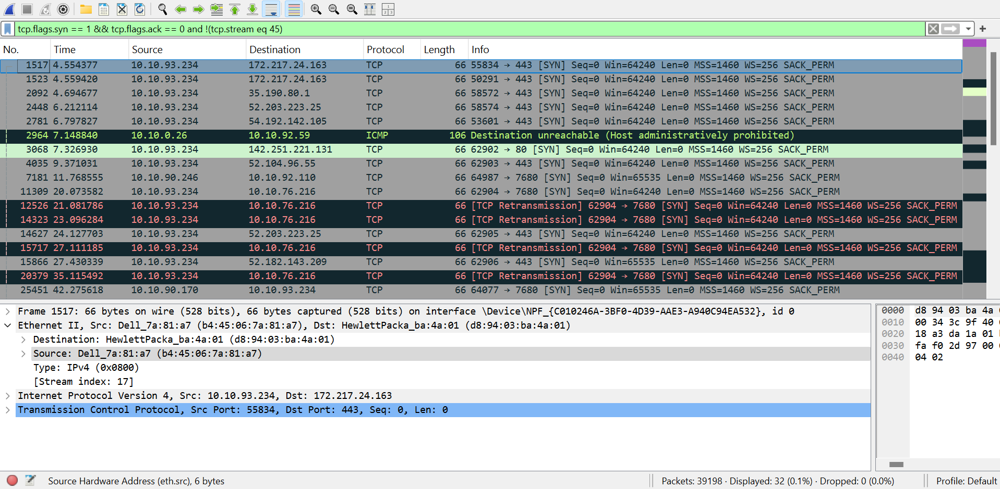 tcp.flags.syn == 1 && tcp.flags.ack == 0 and !(tcp.stream eq 45)
No. Time Source Destination Protocol Length Info
1517 4.554377 10.10.93.234 172.217.24.163 TCP 66 55834 → 443 [SYN] Seq=0 Win=64240 Len=0 MSS=1460 WS=256 SACK_PERM
1523 4.559420 10.10.93.234 172.217.24.163 TCP 66 50291 → 443 [SYN] Seq=0 Win=64240 Len=0 MSS=1460 WS=256 SACK_PERM
2092 4.694677 10.10.93.234 35.190.80.1 TCP 66 58572 → 443 [SYN] Seq=0 Win=64240 Len=0 MSS=1460 WS=256 SACK_PERM
2448 6.212114 10.10.93.234 52.203.223.25 TCP 66 58574 → 443 [SYN] Seq=0 Win=64240 Len=0 MSS=1460 WS=256 SACK_PERM
2781 6.797827 10.10.93.234 54.192.142.105 TCP 66 53601 → 443 [SYN] Seq=0 Win=64240 Len=0 MSS=1460 WS=256 SACK_PERM
2964 7.148840 10.10.0.26 10.10.92.59 ICMP 106 Destination unreachable (Host administratively prohibited)
3068 7.326930 10.10.93.234 142.251.221.131 TCP 66 62902 → 80 [SYN] Seq=0 Win=64240 Len=0 MSS=1460 WS=256 SACK_PERM
4035 9.371031 10.10.93.234 52.104.96.55 TCP 66 62903 → 443 [SYN] Seq=0 Win=64240 Len=0 MSS=1460 WS=256 SACK_PERM
7181 11.768555 10.10.90.246 10.10.92.110 TCP 66 64987 → 7680 [SYN] Seq=0 Win=65535 Len=0 MSS=1460 WS=256 SACK_PERM
11309 20.073582 10.10.93.234 10.10.76.216 TCP 66 62904 → 7680 [SYN] Seq=0 Win=64240 Len=0 MSS=1460 WS=256 SACK_PERM
12526 21.081786 10.10.93.234 10.10.76.216 TCP 66 [TCP Retransmission] 62904 → 7680 [SYN] Seq=0 Win=64240 Len=0 MSS=1460 WS=256 SACK_PERM
14323 23.096284 10.10.93.234 10.10.76.216 TCP 66 [TCP Retransmission] 62904 → 7680 [SYN] Seq=0 Win=64240 Len=0 MSS=1460 WS=256 SACK_PERM
14627 24.127703 10.10.93.234 52.203.223.25 TCP 66 62905 → 443 [SYN] Seq=0 Win=64240 Len=0 MSS=1460 WS=256 SACK_PERM
15717 27.111185 10.10.93.234 10.10.76.216 TCP 66 [TCP Retransmission] 62904 → 7680 [SYN] Seq=0 Win=64240 Len=0 MSS=1460 WS=256 SACK_PERM
15866 27.430339 10.10.93.234 52.182.143.209 TCP 66 62906 → 443 [SYN] Seq=0 Win=65535 Len=0 MSS=1460 WS=256 SACK_PERM
20379 35.115492 10.10.93.234 10.10.76.216 TCP 66 [TCP Retransmission] 62904 → 7680 [SYN] Seq=0 Win=64240 Len=0 MSS=1460 WS=256 SACK_PERM
25451 42.275618 10.10.90.170 10.10.93.234 TCP 66 64077 → 7680 [SYN] Seq=0 Win=65535 Len=0 MSS=1460 WS=256 SACK_PERM
Frame 1517: 66 bytes on wire (528 bits), 66 bytes captured (528 bits) on interface \Device\NPF_{C010246A-3BF0-4D39-AAE3-A940C94EA532}, id 0
Ethernet II, Src: Dell_7a:81:a7 (b4:45:06:7a:81:a7), Dst: HewlettPacka_ba:4a:01 (d8:94:03:ba:4a:01)
Destination: HewlettPacka_ba:4a:01 (d8:94:03:ba:4a:01)
Source: Dell_7a:81:a7 (b4:45:06:7a:81:a7)
Type: IPv4 (0x0800)
[Stream index: 17]
Internet Protocol Version 4, Src: 10.10.93.234, Dst: 172.217.24.163
Transmission Control Protocol, Src Port: 55834, Dst Port: 443, Seq: 0, Len: 0
0000 d8 94 03 ba 4a
0010 00 34 3c 9f 40
0020 18 a3 da 1a 01
0030 fa f0 2d 97 00
0040 04 02
Source Hardware Address (eth.src), 6 bytes
Packets: 39198 · Displayed: 32 (0.1%) · Dropped: 0 (0.0%)
Profile: Default